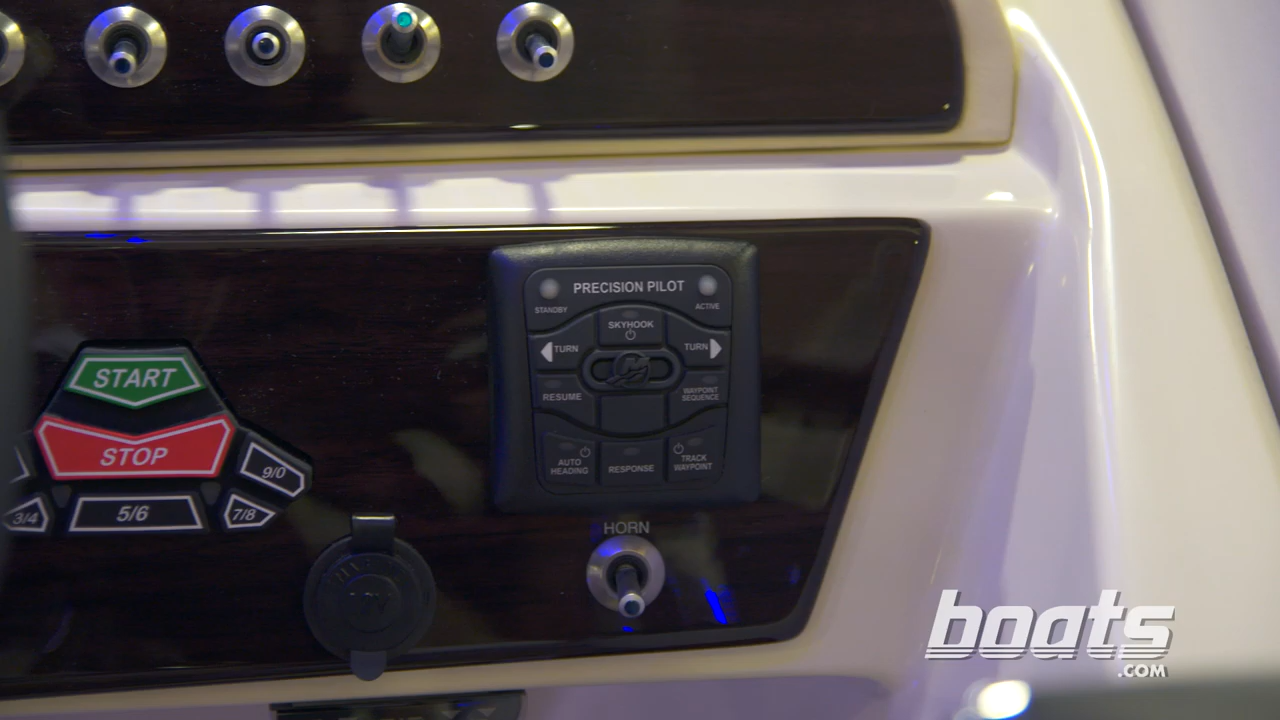 PRECISION PILOT
STANDBY
ACTIVE
SKYHOOK
TURN
TURN
RESUME
WAYPOINT
SEQUENCE
AUTO
HEADING
RESPONSE
TRACK
WAYPOINT
START
STOP
9/0
3/4
5/6
7/8
HORN
12V
boats
.COM